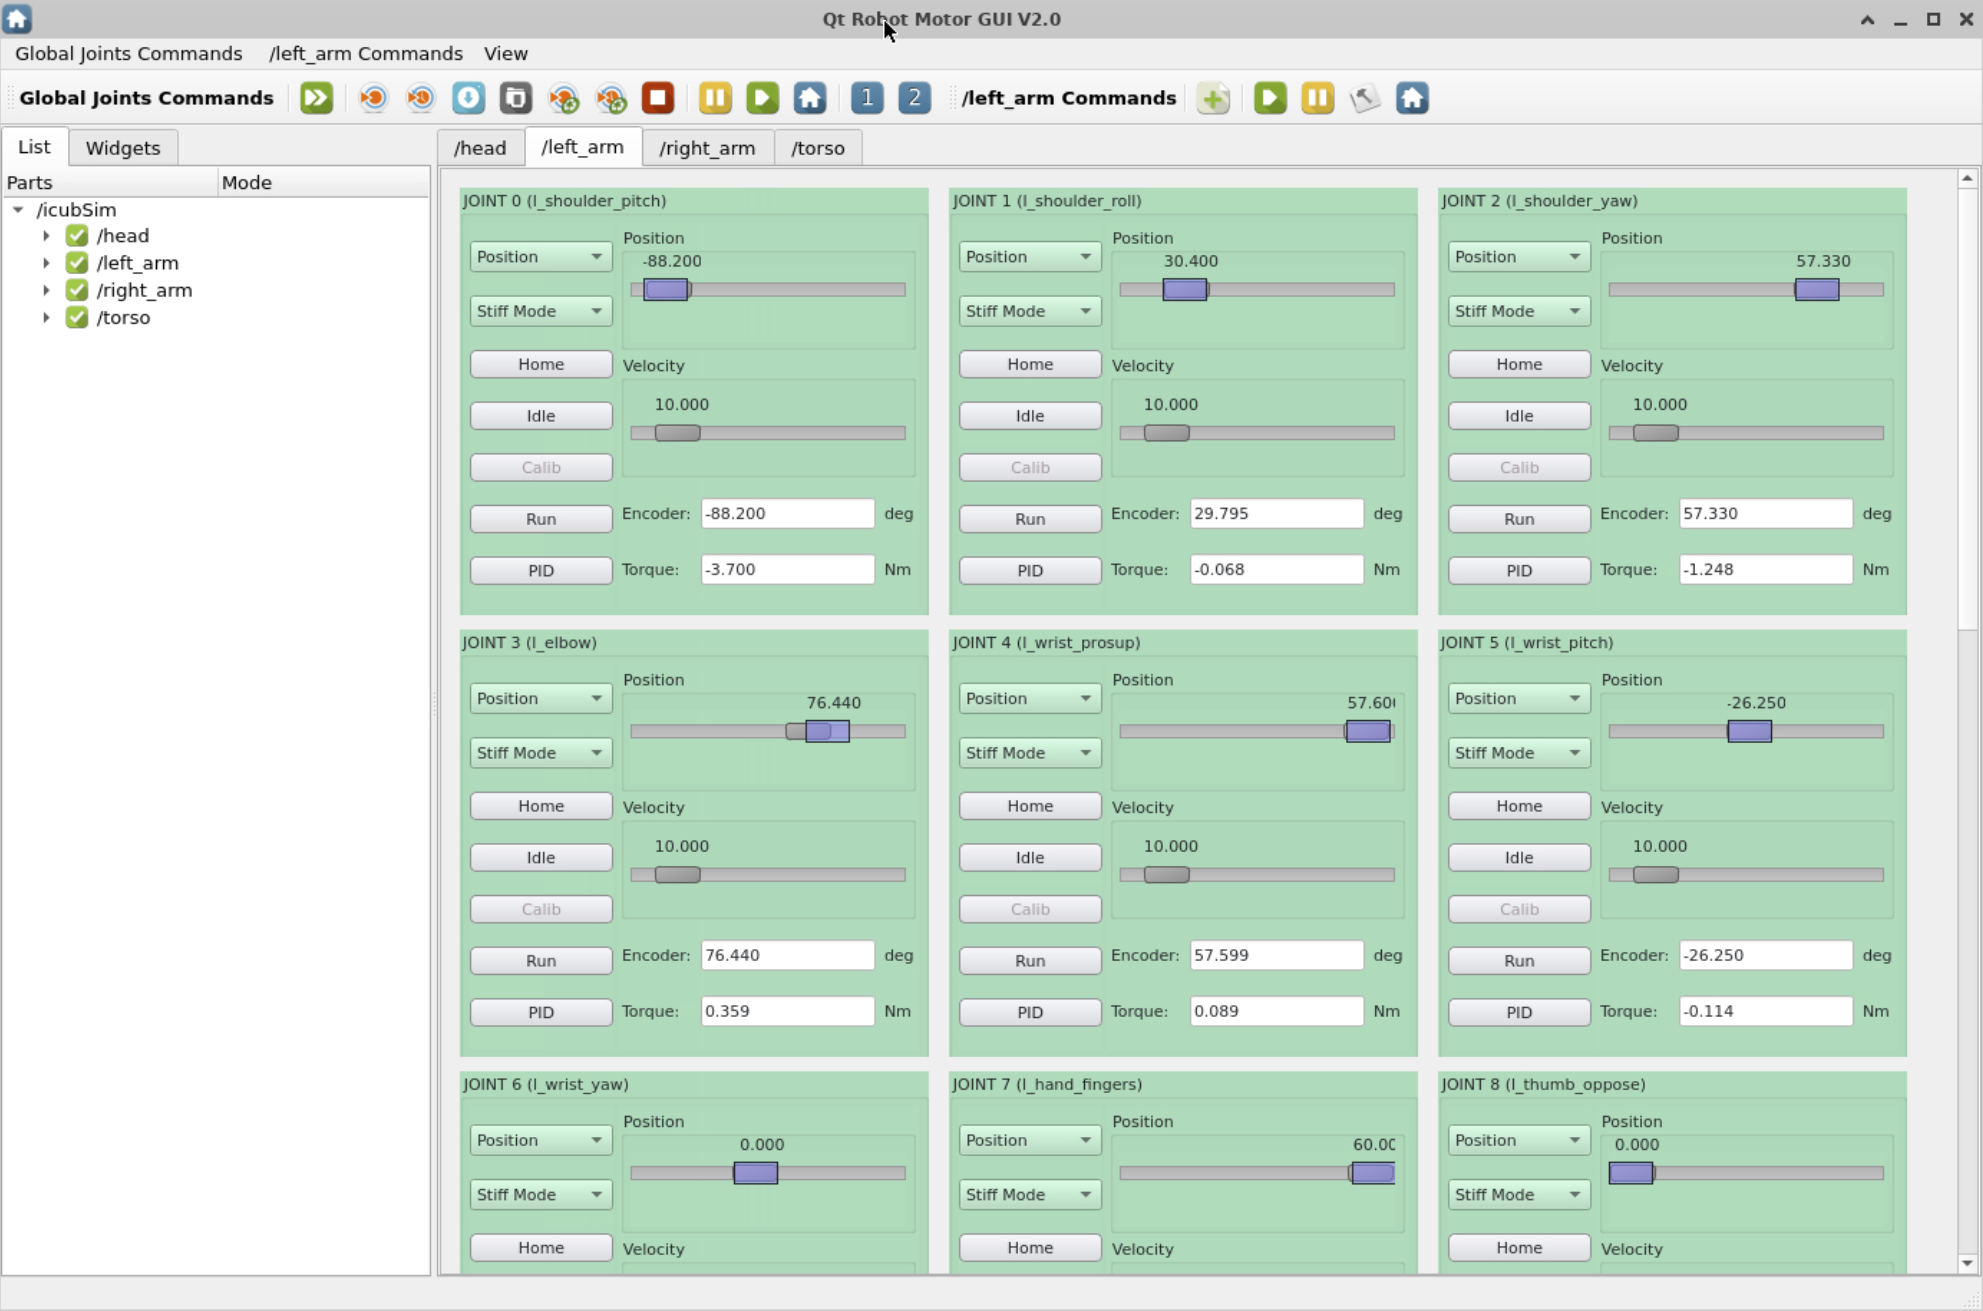 Qt Robot Motor GUI V2.0
Global Joints Commands /left_arm Commands View
Global Joints Commands 1 2 /left_arm Commands
List Widgets
Parts Mode
/icubSim
/head
/left_arm
/right_arm
/torso
/head /left_arm /right_arm /torso
JOINT 0 (l_shoulder_pitch)
Position
Position
-88.200
Stiff Mode
Home
Velocity
Idle
10.000
Calib
Run
Encoder: -88.200 deg
PID
Torque: -3.700 Nm
JOINT 1 (l_shoulder_roll)
Position
Position
30.400
Stiff Mode
Home
Velocity
Idle
10.000
Calib
Run
Encoder: 29.795 deg
PID
Torque: -0.068 Nm
JOINT 2 (l_shoulder_yaw)
Position
Position
57.330
Stiff Mode
Home
Velocity
Idle
10.000
Calib
Run
Encoder: 57.330 deg
PID
Torque: -1.248 Nm
JOINT 3 (l_elbow)
Position
Position
76.440
Stiff Mode
Home
Velocity
Idle
10.000
Calib
Run
Encoder: 76.440 deg
PID
Torque: 0.359 Nm
JOINT 4 (l_wrist_prosup)
Position
Position
57.60
Stiff Mode
Home
Velocity
Idle
10.000
Calib
Run
Encoder: 57.599 deg
PID
Torque: 0.089 Nm
JOINT 5 (l_wrist_pitch)
Position
Position
-26.250
Stiff Mode
Home
Velocity
Idle
10.000
Calib
Run
Encoder: -26.250 deg
PID
Torque: -0.114 Nm
JOINT 6 (l_wrist_yaw)
Position
Position
0.000
Stiff Mode
Home
Velocity
JOINT 7 (l_hand_fingers)
Position
Position
60.00
Stiff Mode
Home
Velocity
JOINT 8 (l_thumb_oppose)
Position
Position
0.000
Stiff Mode
Home
Velocity